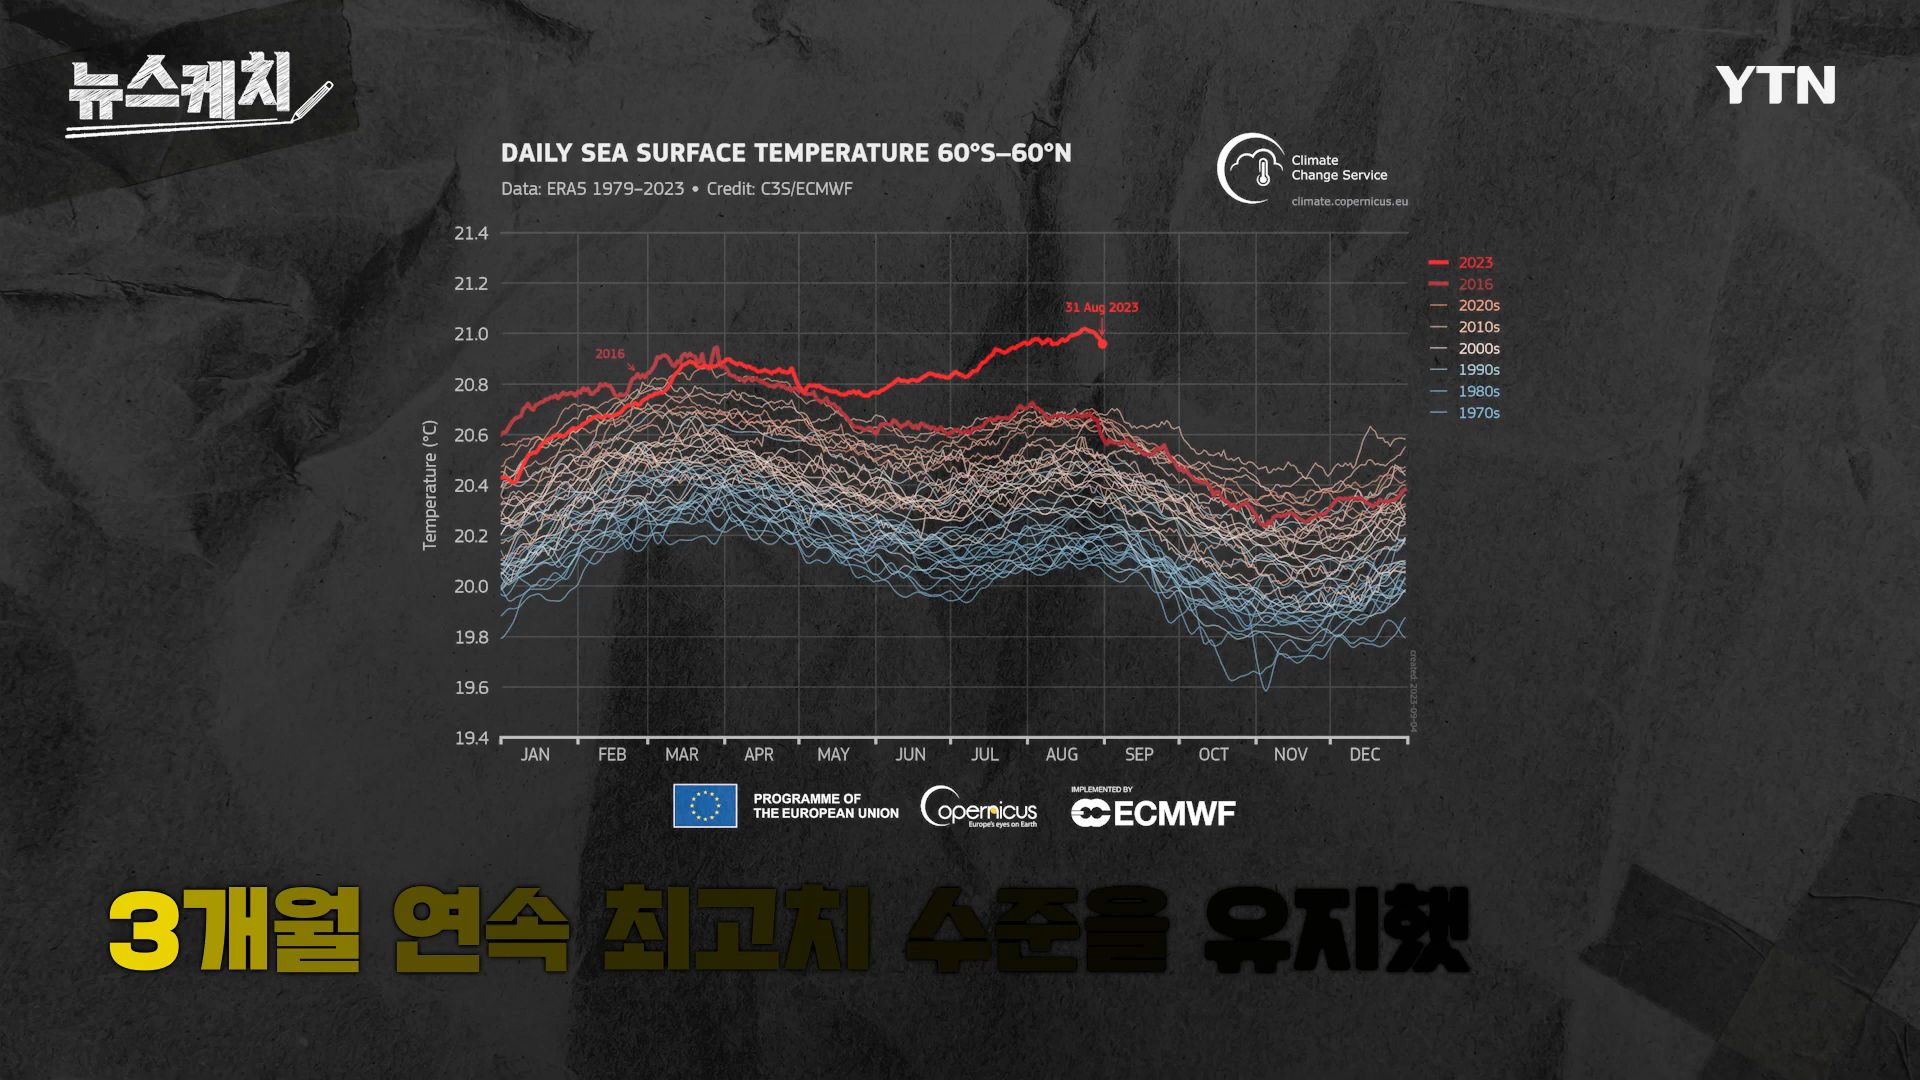 뉴스케치
YTN
DAILY SEA SURFACE TEMPERATURE 60°S–60°N
Data: ERA5 1979–2023 • Credit: C3S/ECMWF
Climate
Change Service
climate.copernicus.eu
21.4
21.2
21.0
20.8
20.6
20.4
20.2
20.0
19.8
19.6
19.4
Temperature (°C)
2016
31 Aug 2023
2023
2016
2020s
2010s
2000s
1990s
1980s
1970s
created: 2023-09-04
JAN FEB MAR APR MAY JUN JUL AUG SEP OCT NOV DEC
PROGRAMME OF
THE EUROPEAN UNION
Opernicus
Europe's eyes on Earth
IMPLEMENTED BY
ECMWF
3개월 연속 최고치 수준을 유지했